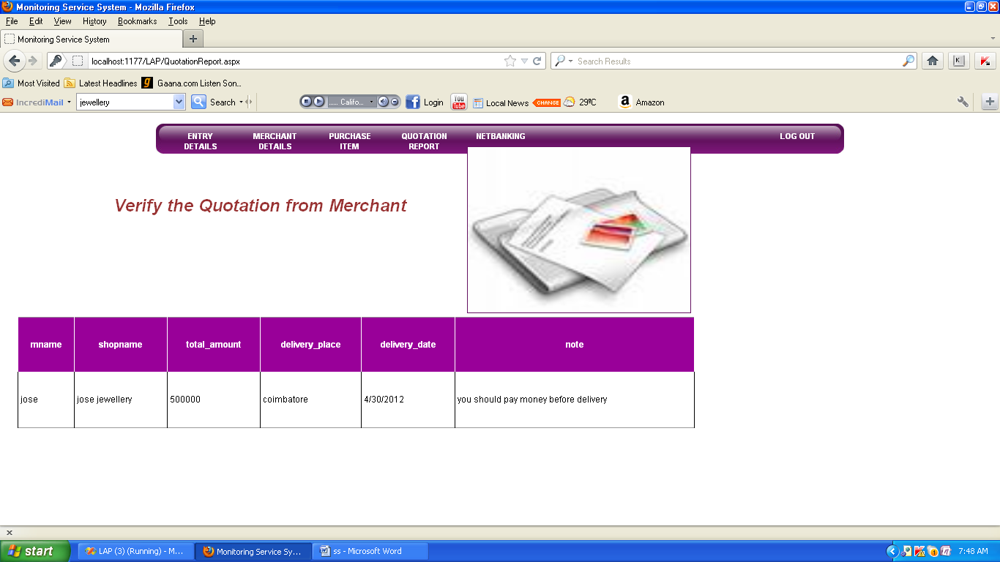 Monitoring Service System - Mozilla Firefox
File Edit View History Bookmarks Tools Help
Monitoring Service System
localhost:1177/LAP/QuotationReport.aspx
Search Results
K
Most Visited Latest Headlines Gaana.com Listen Son...
IncrediMail jewellery Search ...... Califo... Login You Tube Local News CHANGE 29ºC a Amazon
ENTRY DETAILS
MERCHANT DETAILS
PURCHASE ITEM
QUOTATION REPORT
NETBANKING
LOG OUT
Verify the Quotation from Merchant
mname shopname total_amount delivery_place delivery_date note
jose jose jewellery 500000 coimbatore 4/30/2012 you should pay money before delivery
start LAP (3) (Running) - M... Monitoring Service Sy... ss - Microsoft Word 7:48 AM